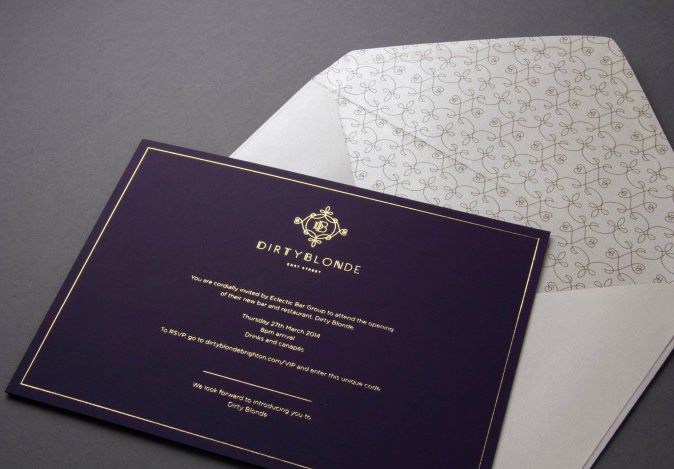 DB
DIRTYBLONDE
EAST STREET
You are cordially invited by Eclectic Bar Group to attend the opening
of their new bar and restaurant, Dirty Blonde.
Thursday 27th March 2014
8pm arrival
Drinks and canapés
To RSVP go to dirtyblondebrighton.com/VIP and enter this unique code
We look forward to introducing you to
Dirty Blonde